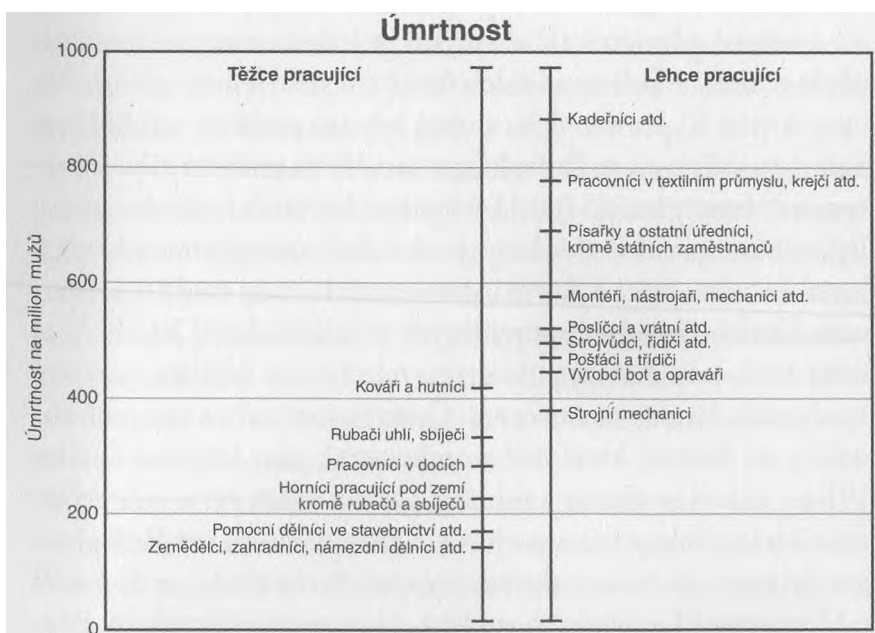 Úmrtnost
Úmrtnost na milion mužů
1000
800
600
400
200
0
Těžce pracující
Kováři a hutníci
Rubači uhlí, sbíječi
Pracovníci v docích
Horníci pracující pod zemí
kromě rubačů a sbíječů
Pomocní dělníci ve stavebnictví atd.
Zemědělci, zahradníci, námezdní dělníci atd.
Lehce pracující
Kadeřníci atd.
Pracovníci v textilním průmyslu, krejčí atd.
Písařky a ostatní úředníci,
kromě státních zaměstnanců
Montéři, nástrojaři, mechanici atd.
Poslíčci a vrátní atd.
Strojvůdci, řidiči atd.
Pošťáci a třídiči
Výrobci bot a opraváři
Strojní mechanici